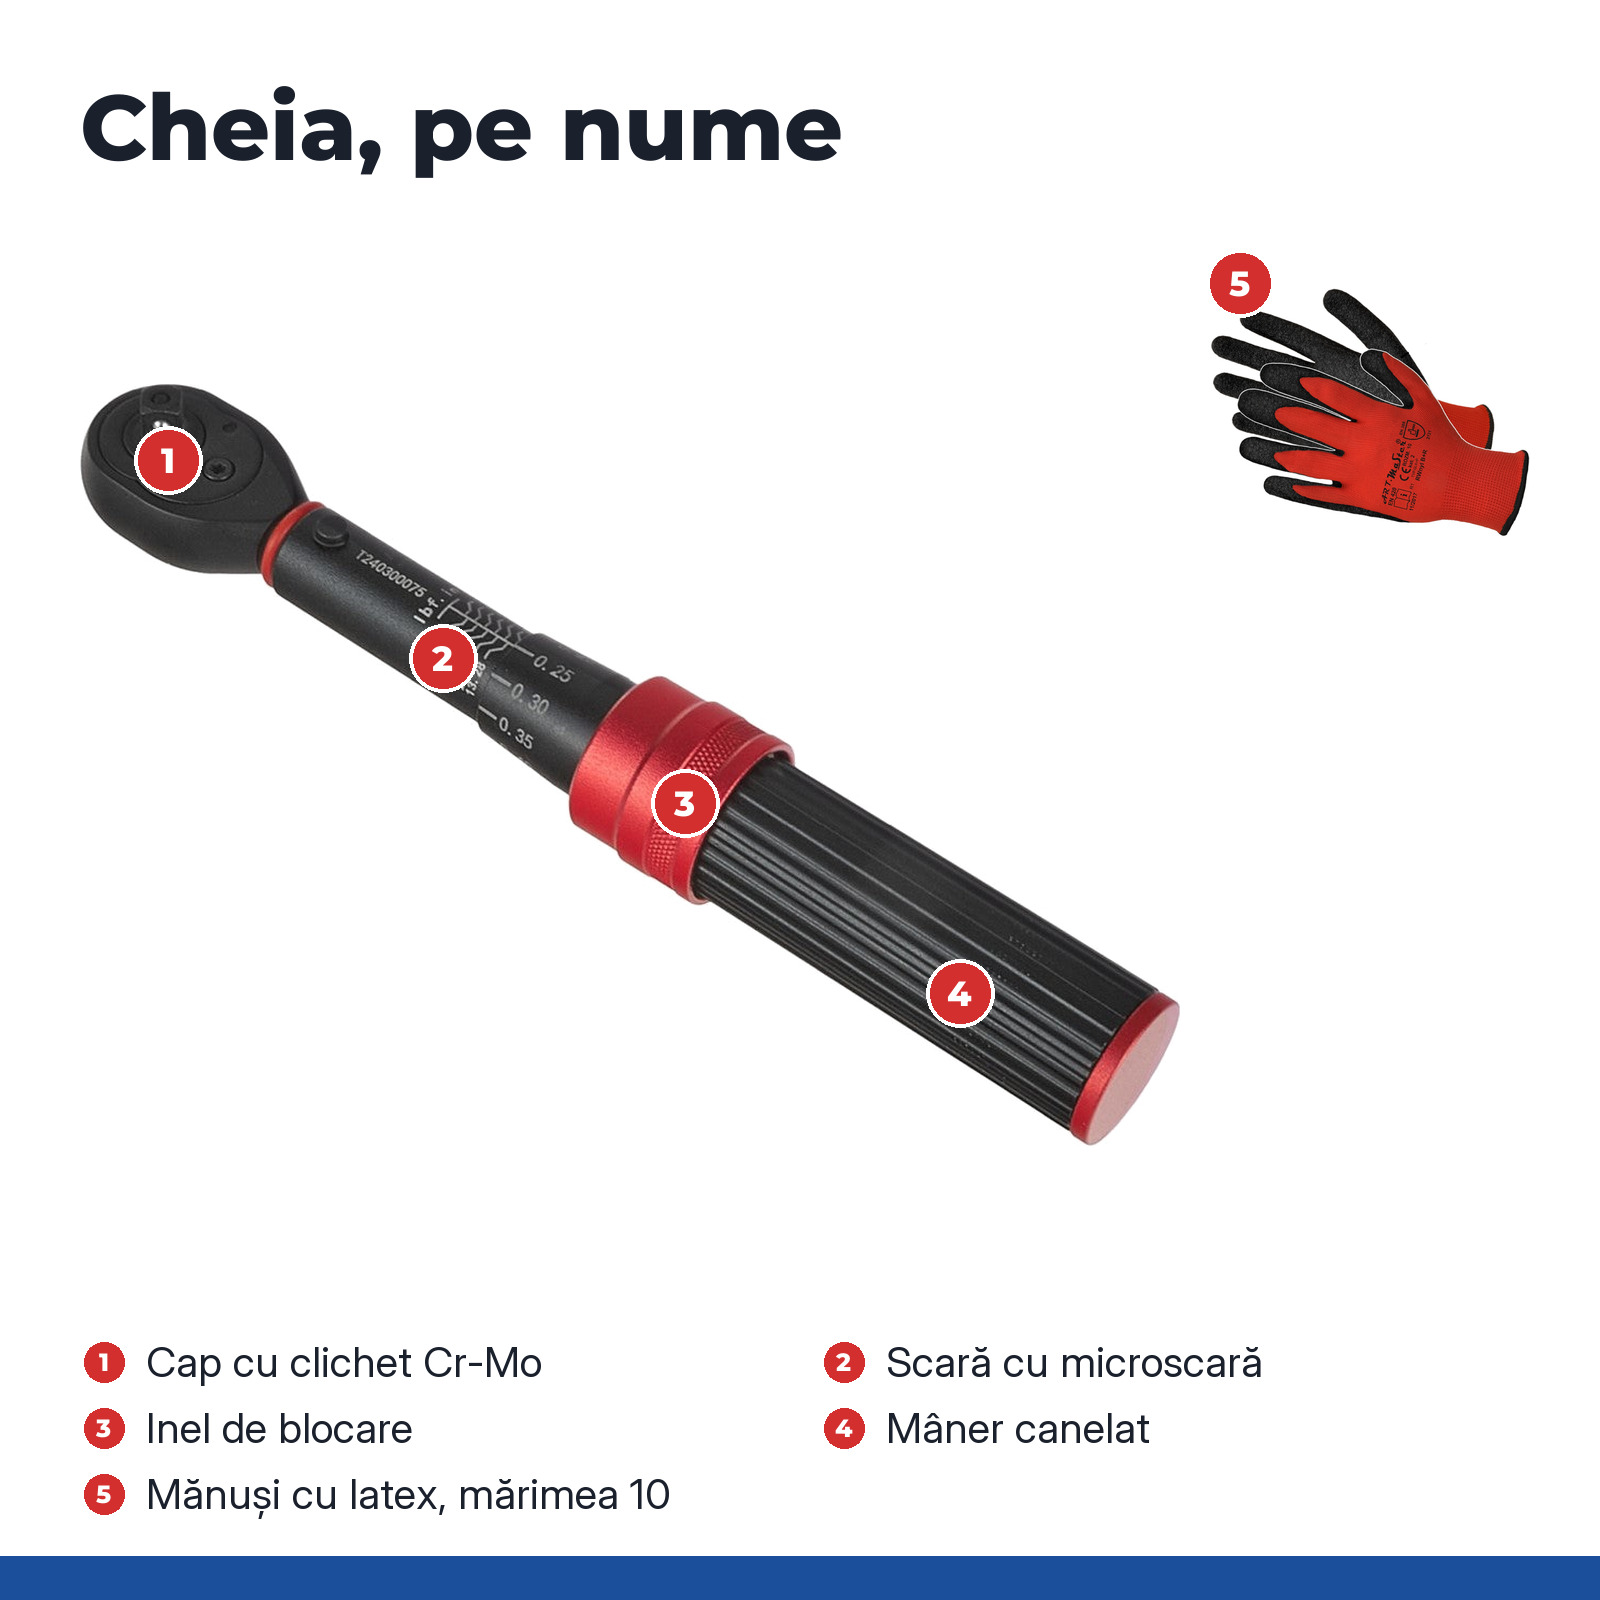 Cheia, pe nume
5
1
T240300075
lbf.
2
0.25
0.30
0.35
3
4
1 Cap cu clichet Cr-Mo
2 Scară cu microscară
3 Inel de blocare
4 Mâner canelat
5 Mănuși cu latex, mărimea 10